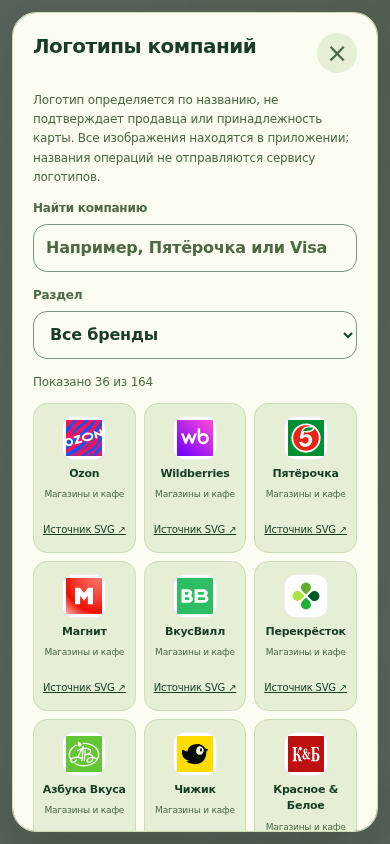 Логотипы компаний
Логотип определяется по названию, не
подтверждает продавца или принадлежность
карты. Все изображения находятся в приложении;
названия операций не отправляются сервису
логотипов.
Найти компанию
Например, Пятёрочка или Visa
Раздел
Все бренды
Показано 36 из 164
OZON
wb
5
Ozon
Wildberries
Пятёрочка
Магазины и кафе
Магазины и кафе
Магазины и кафе
Источник SVG ↗
Источник SVG ↗
Источник SVG ↗
М
ВВ
Магнит
ВкусВилл
Перекрёсток
Магазины и кафе
Магазины и кафе
Магазины и кафе
Источник SVG ↗
Источник SVG ↗
Источник SVG ↗
АВ
К&Б
Азбука Вкуса
Чижик
Красное &
Белое
Магазины и кафе
Магазины и кафе
Магазины и кафе